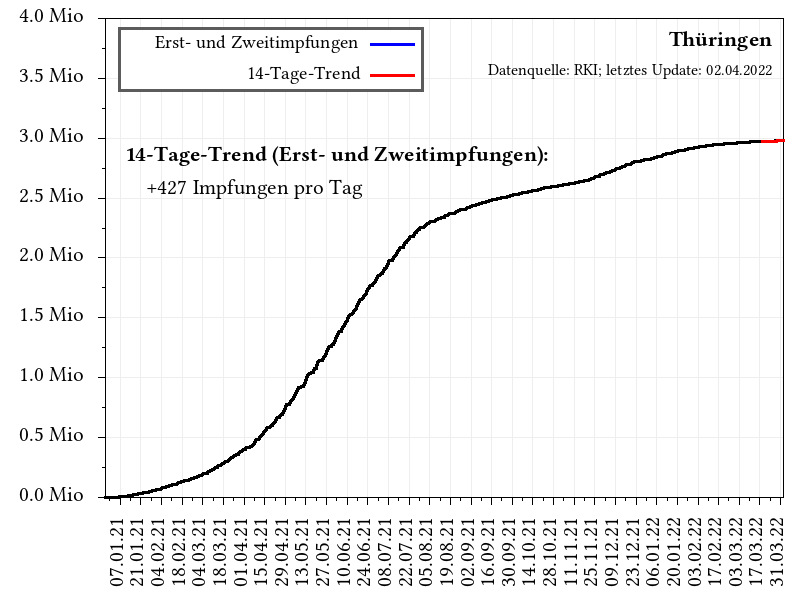 4.0 Mio
3.5 Mio
3.0 Mio
2.5 Mio
2.0 Mio
1.5 Mio
1.0 Mio
0.5 Mio
0.0 Mio
Erst- und Zweitimpfungen
14-Tage-Trend
Thüringen
Datenquelle: RKI; letztes Update: 02.04.2022
14-Tage-Trend (Erst- und Zweitimpfungen):
+427 Impfungen pro Tag
07.01.21
21.01.21
04.02.21
18.02.21
04.03.21
18.03.21
01.04.21
15.04.21
29.04.21
13.05.21
27.05.21
10.06.21
24.06.21
08.07.21
22.07.21
05.08.21
19.08.21
02.09.21
16.09.21
30.09.21
14.10.21
28.10.21
11.11.21
25.11.21
09.12.21
23.12.21
06.01.22
20.01.22
03.02.22
17.02.22
03.03.22
17.03.22
31.03.22